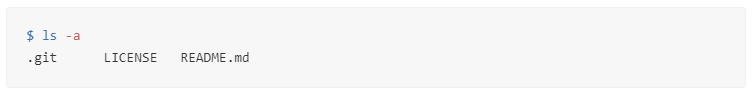 $ ls -a
.git      LICENSE   README.md